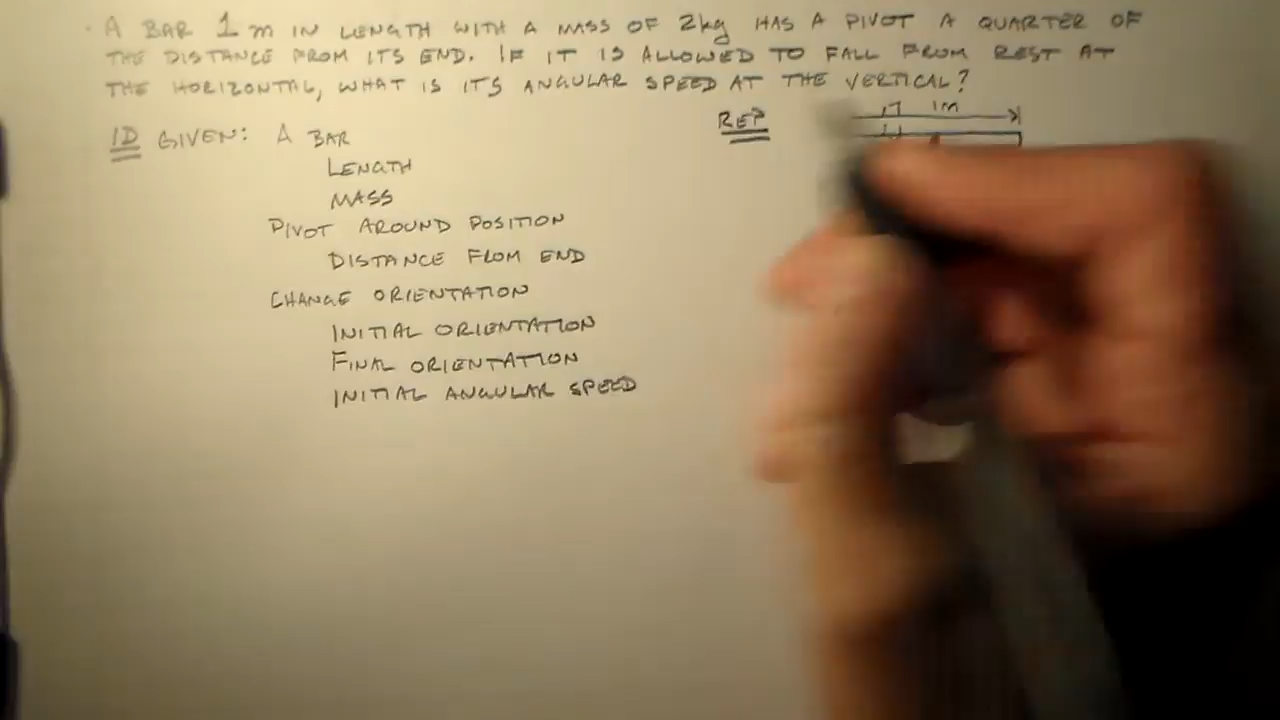 · A BAR 1 m IN LENGTH WITH A MASS OF 2kg HAS A PIVOT A QUARTER OF
THE DISTANCE FROM ITS END. IF IT IS ALLOWED TO FALL FROM REST AT
THE HORIZONTAL, WHAT IS ITS ANGULAR SPEED AT THE VERTICAL?
ID GIVEN: A BAR
LENGTH
MASS
PIVOT AROUND POSITION
DISTANCE FROM END
CHANGE ORIENTATION
INITIAL ORIENTATION
FINAL ORIENTATION
INITIAL ANGULAR SPEED
REP
1m